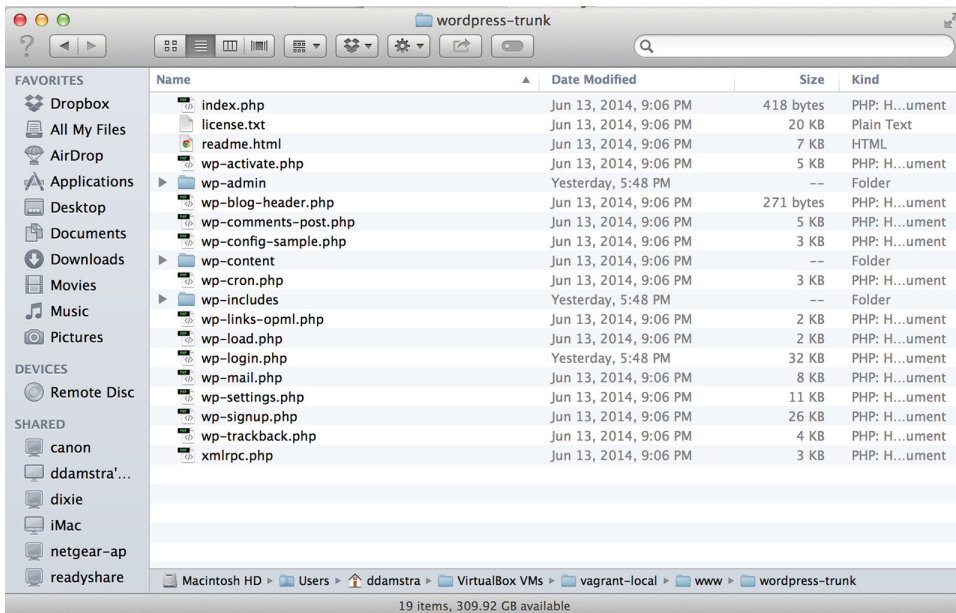 wordpress-trunk
FAVORITES
Dropbox
All My Files
AirDrop
Applications
Desktop
Documents
Downloads
Movies
Music
Pictures
DEVICES
Remote Disc
SHARED
canon
ddamstra'...
dixie
iMac
netgear-ap
readyshare
Name Date Modified Size Kind
index.php Jun 13, 2014, 9:06 PM 418 bytes PHP: H...ument
license.txt Jun 13, 2014, 9:06 PM 20 KB Plain Text
readme.html Jun 13, 2014, 9:06 PM 7 KB HTML
wp-activate.php Jun 13, 2014, 9:06 PM 5 KB PHP: H...ument
wp-admin Yesterday, 5:48 PM -- Folder
wp-blog-header.php Jun 13, 2014, 9:06 PM 271 bytes PHP: H...ument
wp-comments-post.php Jun 13, 2014, 9:06 PM 5 KB PHP: H...ument
wp-config-sample.php Jun 13, 2014, 9:06 PM 3 KB PHP: H...ument
wp-content Jun 13, 2014, 9:06 PM -- Folder
wp-cron.php Jun 13, 2014, 9:06 PM 3 KB PHP: H...ument
wp-includes Yesterday, 5:48 PM -- Folder
wp-links-opml.php Jun 13, 2014, 9:06 PM 2 KB PHP: H...ument
wp-load.php Jun 13, 2014, 9:06 PM 2 KB PHP: H...ument
wp-login.php Yesterday, 5:48 PM 32 KB PHP: H...ument
wp-mail.php Jun 13, 2014, 9:06 PM 8 KB PHP: H...ument
wp-settings.php Jun 13, 2014, 9:06 PM 11 KB PHP: H...ument
wp-signup.php Jun 13, 2014, 9:06 PM 26 KB PHP: H...ument
wp-trackback.php Jun 13, 2014, 9:06 PM 4 KB PHP: H...ument
xmlrpc.php Jun 13, 2014, 9:06 PM 3 KB PHP: H...ument
Macintosh HD Users ddamstra VirtualBox VMs vagrant-local www wordpress-trunk
19 items, 309.92 GB available